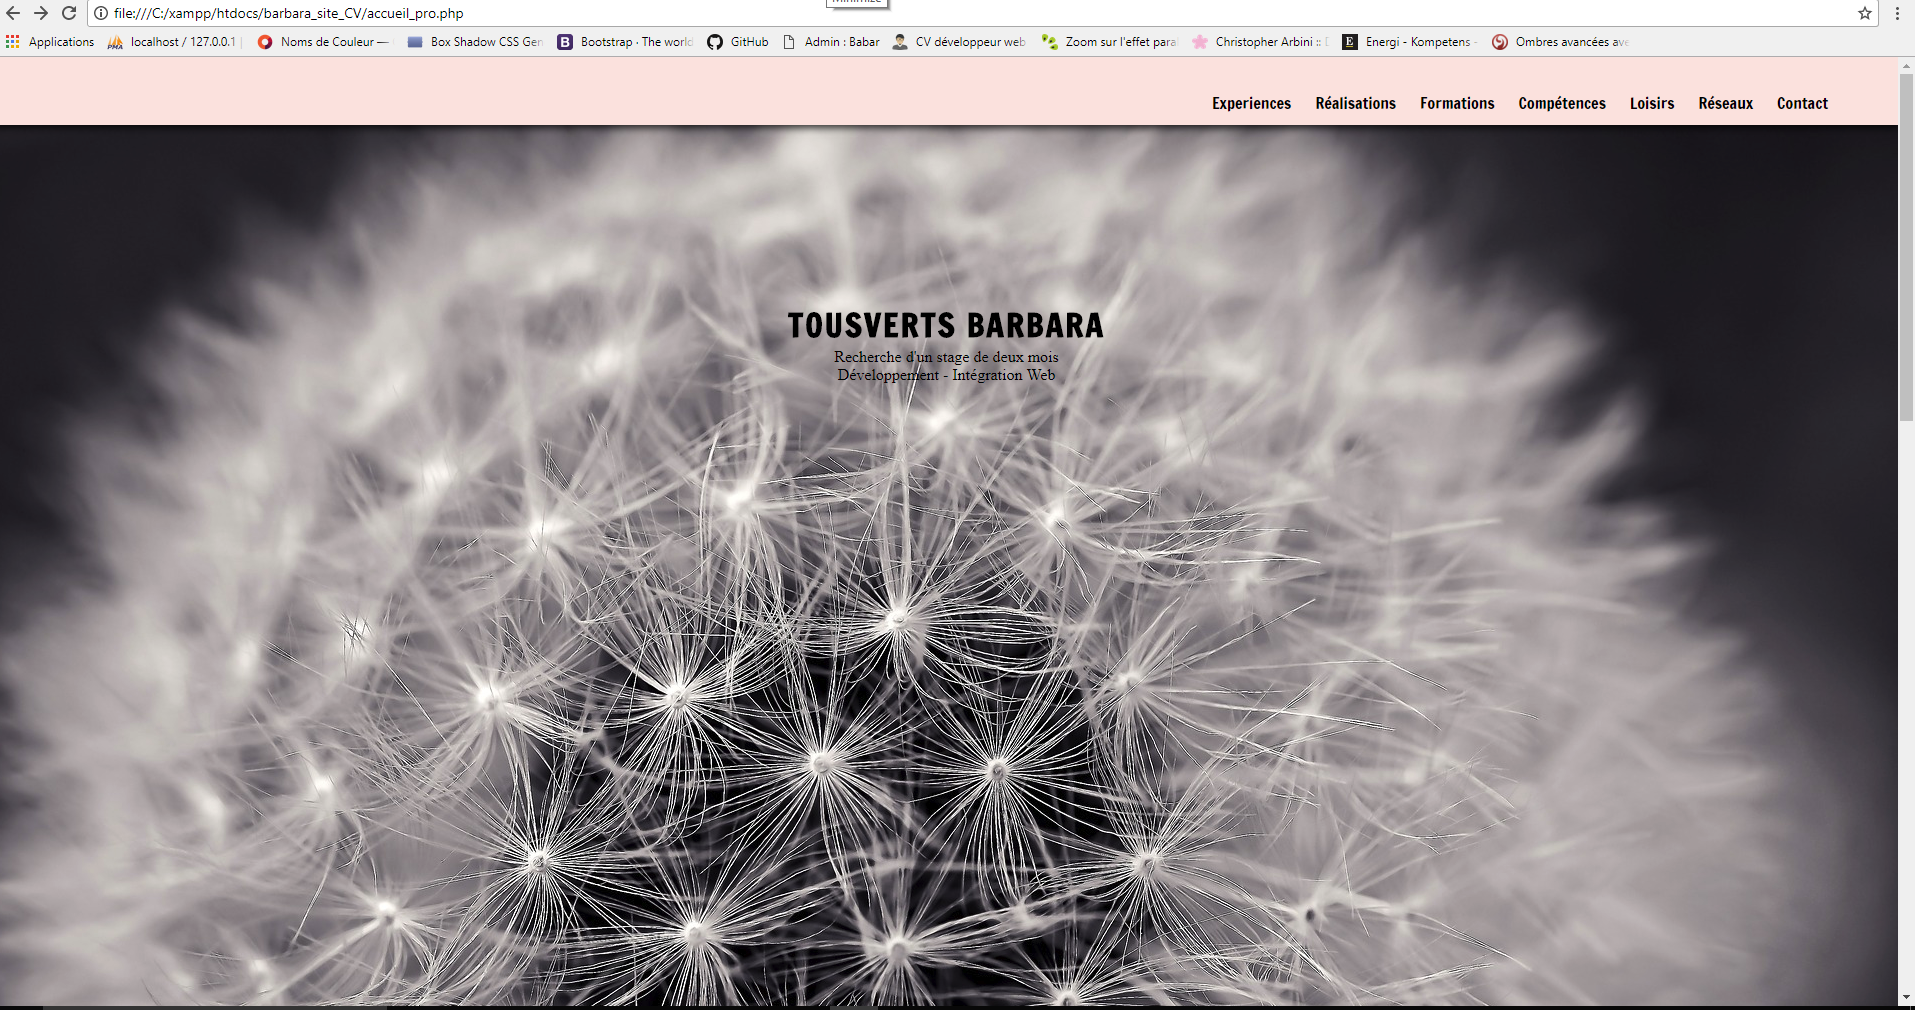 file:///C:/xampp/htdocs/barbara_site_CV/accueil_pro.php
Applications localhost / 127.0.0.1 Noms de Couleur — Box Shadow CSS Gen Bootstrap · The world GitHub Admin : Babar CV développeur web Zoom sur l'effet para Christopher Arbini :: Energi - Kompetens - Ombres avancées ave
Experiences Réalisations Formations Compétences Loisirs Réseaux Contact
TOUSVERTS BARBARA
Recherche d'un stage de deux mois
Développement - Intégration Web